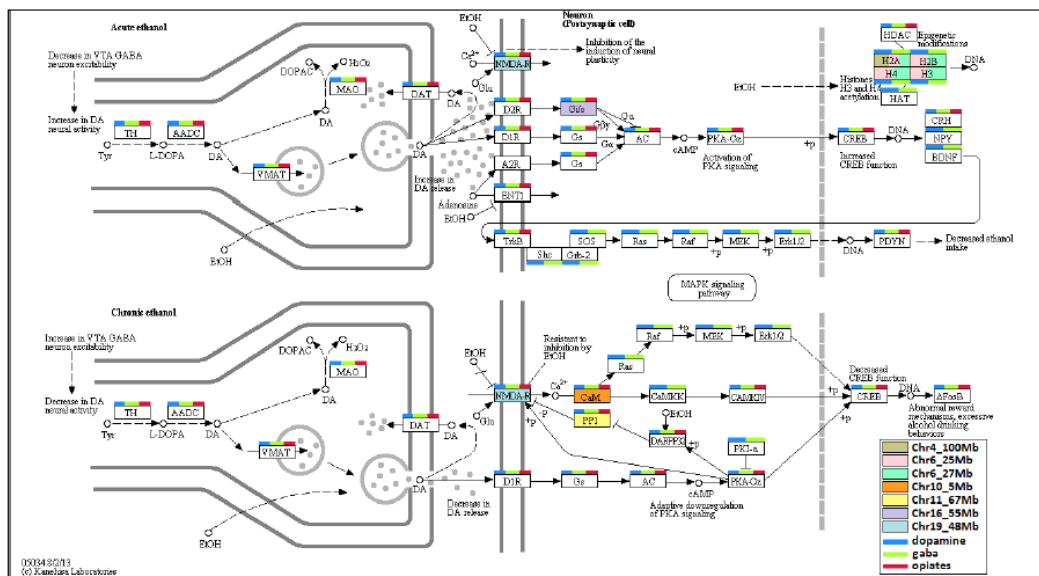 Acute ethanol
Decrease in VTA GABA
neuron excitability
Increase in DA
neural activity
TH
AADC
Tyr
L-DOPA
DA
VMAT
EtOH
DOPAC
H₂O₂
MAO
DA
DAT
DA
DA
Increase in
DA release
Adenosine
EtOH
EtOH
Ca²⁺
Glu
Neuron
(Postsynaptic cell)
NMDA-R
Inhibition of the
induction of neural
plasticity
D2R
D1R
A2R
ENT1
Gi/o
Gs
Gs
Gα
Gβγ
Gα
AC
cAMP
PKA-Cα
Activation of
PKA signaling
+p
CREB
Increased
CREB function
DNA
CRH
NPY
BDNF
EtOH
Histones
H3 and H4
acetylation
HDAC
Epigenetic
modifications
H2A
H2B
H4
H3
HAT
DNA
TrkB
Shc
SOS
Grb-2
Ras
Raf
+p
MEK
+p
Erk1/2
DNA
PDYN
Decreased ethanol
intake
MAPK signaling
pathway
Chronic ethanol
Increase in VTA GABA
neuron excitability
Decrease in DA
neural activity
TH
AADC
Tyr
L-DOPA
DA
VMAT
EtOH
DOPAC
H₂O₂
MAO
DA
DAT
DA
DA
Decrease in
DA release
EtOH
Glu
NMDA-R
Resistant to
inhibition by
EtOH
Ca²⁺
CaM
Ras
Raf
+p
MEK
+p
Erk1/2
+p
CaMKK
CAMKIV
+p
-p
+p
PP1
EtOH
+p
PKI-α
D1R
Gs
AC
cAMP
PKA-Cα
Adaptive downregulation
of PKA signaling
+p
Decreased
CREB function
CREB
DNA
ΔFosB
Abnormal reward
mechanisms, excessive
alcohol drinking
behaviors
Chr4_100Mb
Chr6_25Mb
Chr6_27Mb
Chr10_5Mb
Chr11_67Mb
Chr16_55Mb
Chr19_48Mb
dopamine
gaba
opiates
05034 8/2/13
(c) Kanehisa Laboratories